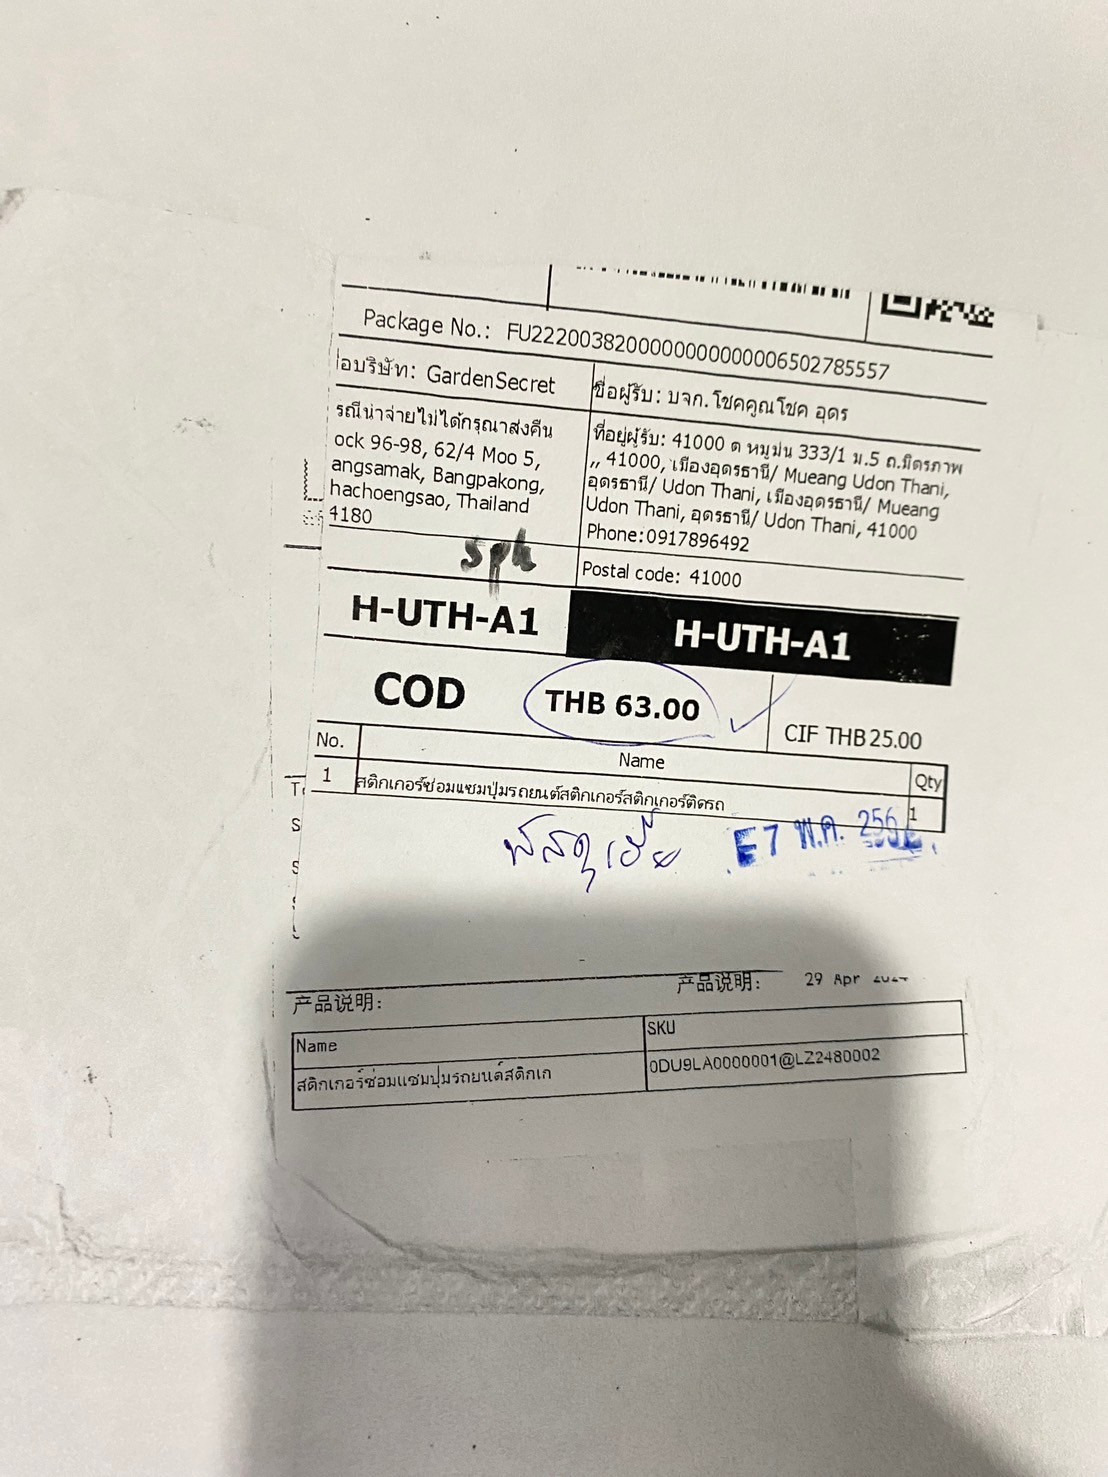 Package No.: FU22200382000000000000006502785557
อบริษัท: GardenSecret
ชื่อผู้รับ: บจก.โชคคูณโชค อุดร
รณีนำจ่ายไม่ได้กรุณาส่งคืน
ock 96-98, 62/4 Moo 5,
angsamak, Bangpakong,
hachoengsao, Thailand
4180
ที่อยู่ผู้รับ: 41000 ต หมูม่น 333/1 ม.5 ถ.มิตรภาพ
,, 41000, เมืองอุดรธานี/ Mueang Udon Thani,
อุดรธานี/ Udon Thani, เมืองอุดรธานี/ Mueang
Udon Thani, อุดรธานี/ Udon Thani, 41000
Phone:0917896492
Postal code: 41000
H-UTH-A1
H-UTH-A1
COD
THB 63.00
CIF THB25.00
No.
Name
Qty
1
สติกเกอร์ซ่อมแซมปุ่มรถยนต์สติกเกอร์สติกเกอร์ติดรถ
1
7 พ.ค. 256
产品说明:
产品说明:
29 Apr
Name
SKU
สติกเกอร์ซ่อมแซมปุ่มรถยนต์สติกเก
0DU9LA0000001@LZ2480002